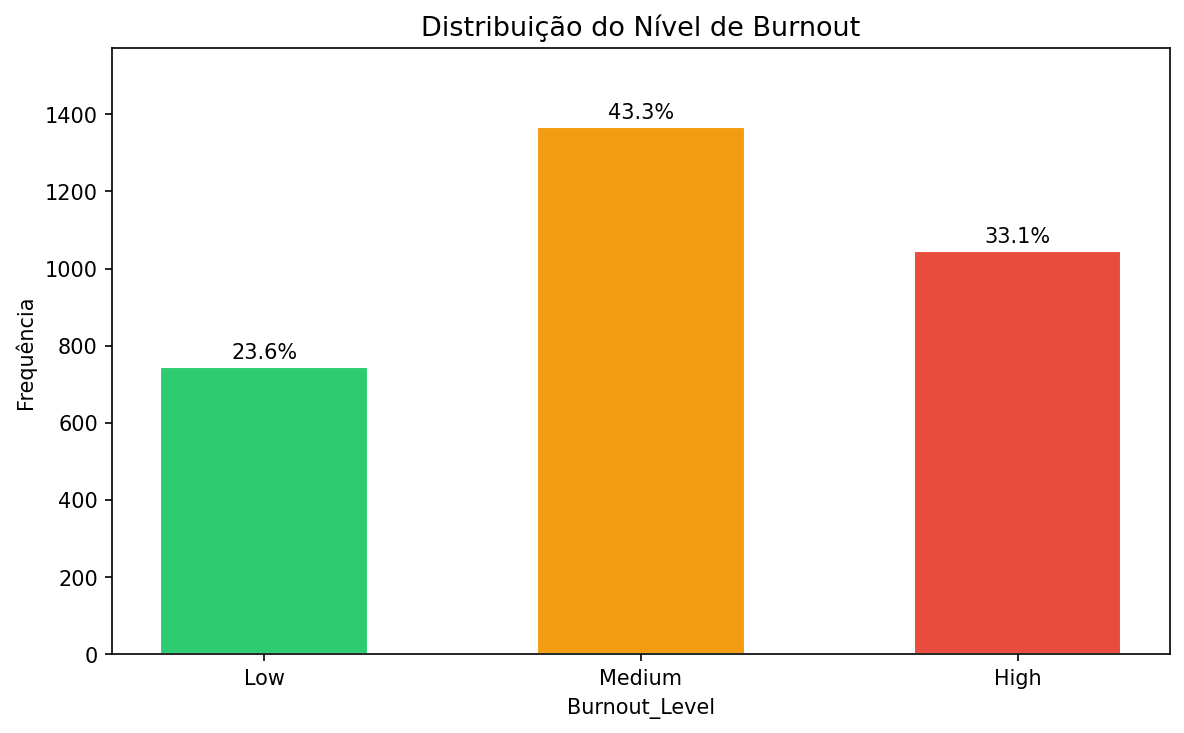 Distribuição do Nível de Burnout
1400
1200
1000
800
600
400
200
0
Frequência
23.6%
43.3%
33.1%
Low
Medium
High
Burnout_Level